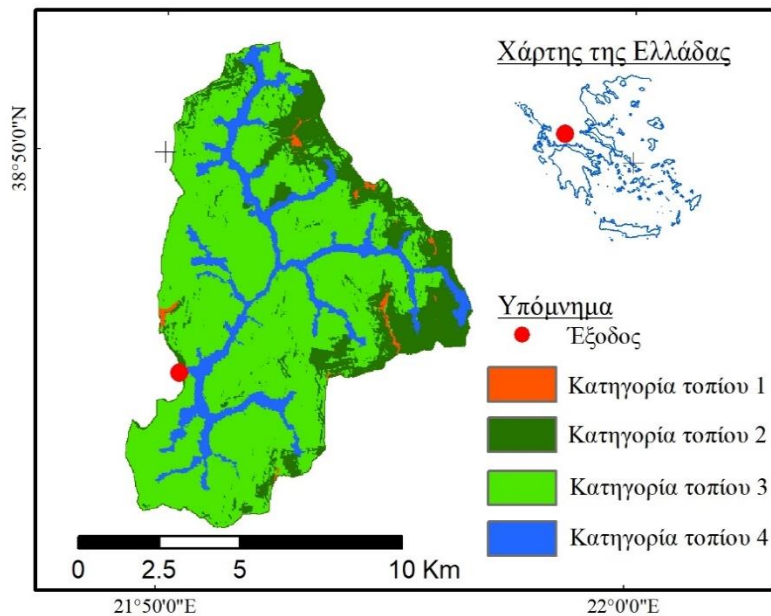 Χάρτης της Ελλάδας
38°50'0"N
Υπόμνημα
Έξοδος
Κατηγορία τοπίου 1
Κατηγορία τοπίου 2
Κατηγορία τοπίου 3
Κατηγορία τοπίου 4
0 2.5 5 10 Km
21°50'0"E 22°0'0"E